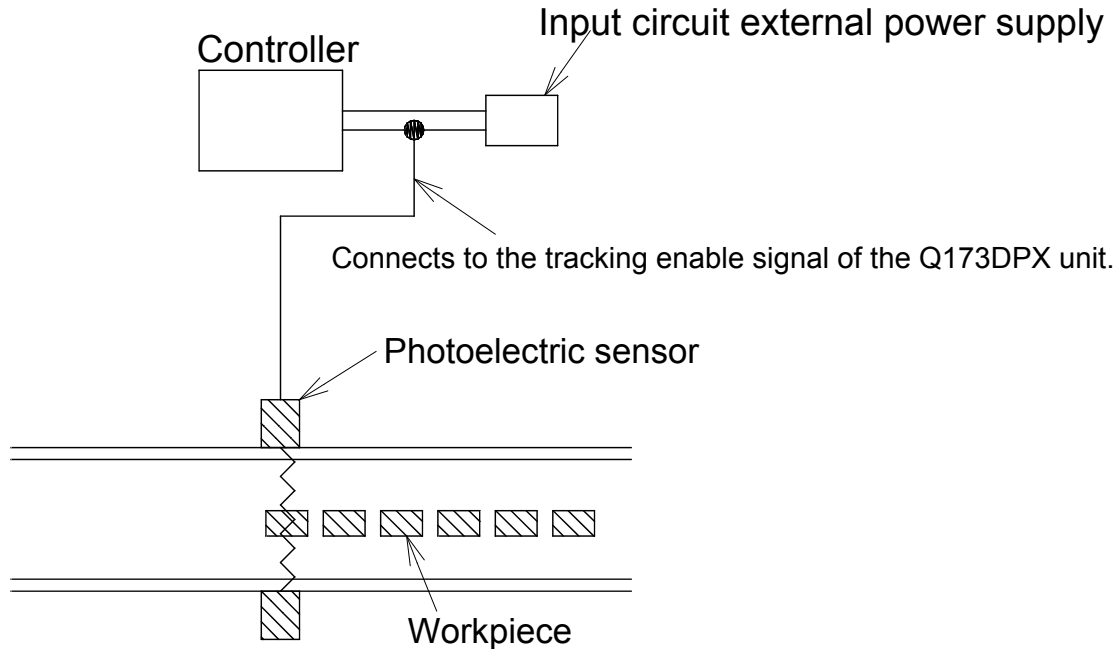 Input circuit external power supply
Controller
Connects to the tracking enable signal of the Q173DPX unit.
Photoelectric sensor
Workpiece